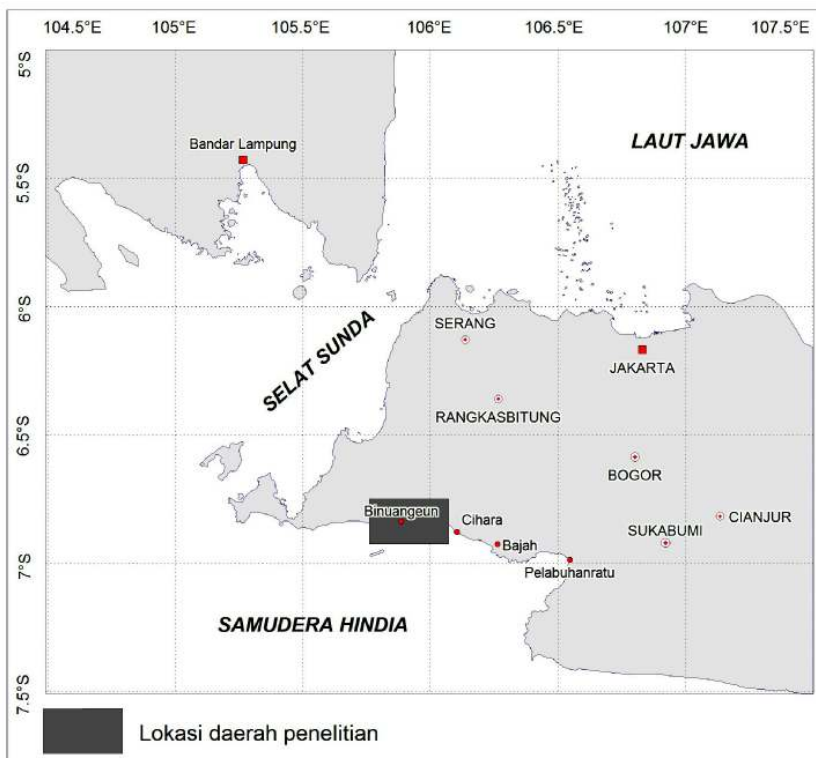 104.5°E 105°E 105.5°E 106°E 106.5°E 107°E 107.5°E
5°S
Bandar Lampung
LAUT JAWA
5.5°S
6°S
SERANG
SELAT SUNDA
JAKARTA
RANGKASBITUNG
6.5°S
BOGOR
Binuangeun
Cihara
CIANJUR
SUKABUMI
Bajah
7°S
Pelabuhanratu
SAMUDERA HINDIA
7.5°S
Lokasi daerah penelitian